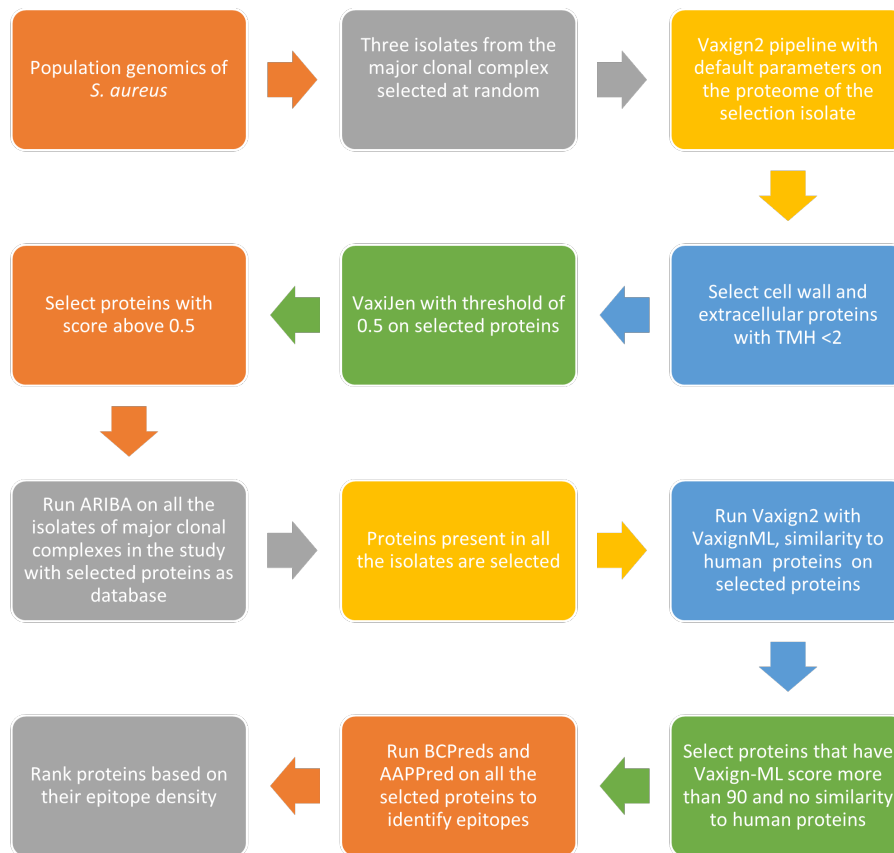 Population genomics of
S. aureus
Three isolates from the
major clonal complex
selected at random
Vaxign2 pipeline with
default parameters on
the proteome of the
selection isolate
Select cell wall and
extracellular proteins
with TMH <2
VaxiJen with threshold of
0.5 on selected proteins
Select proteins with
score above 0.5
Run ARIBA on all the
isolates of major clonal
complexes in the study
with selected proteins as
database
Proteins present in all
the isolates are selected
Run Vaxign2 with
VaxignML, similarity to
human proteins on
selected proteins
Select proteins that have
Vaxign-ML score more
than 90 and no similarity
to human proteins
Run BCPreds and
AAPPred on all the
selcted proteins to
identify epitopes
Rank proteins based on
their epitope density